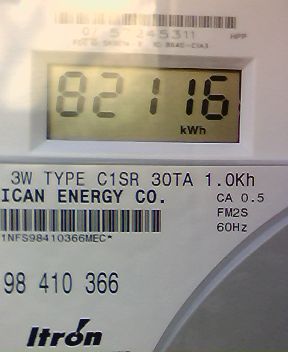 82116
kWh
3W TYPE C1SR 30TA 1.0Kh
ICAN ENERGY CO.
CA 0.5
FM2S
60Hz
1NFS98410366MEC*
98 410 366
Itron